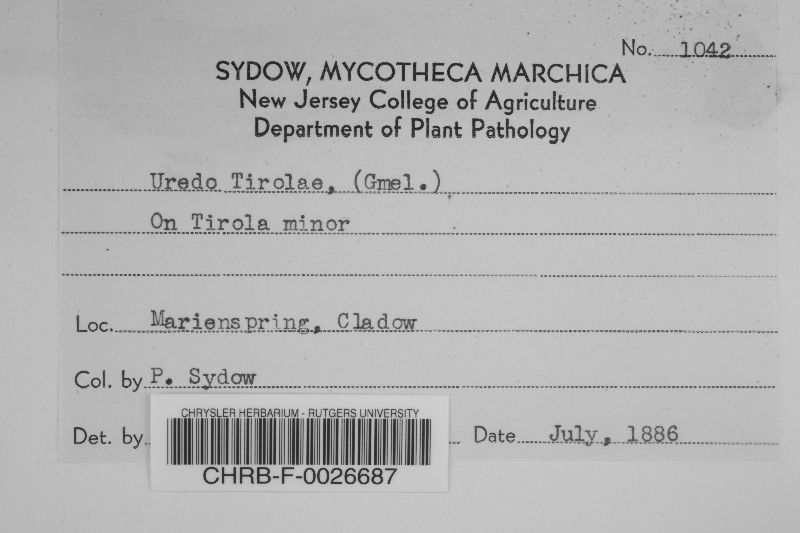 No. 1042
SYDOW, MYCOTHECA MARCHICA
New Jersey College of Agriculture
Department of Plant Pathology
Uredo Tirolae, (Gmel.)
On Tirola minor
Loc. Marienspring, Cladow
Col. by P. Sydow
Det. by Date July, 1886
CHRYSLER HERBARIUM - RUTGERS UNIVERSITY
CHRB-F-0026687